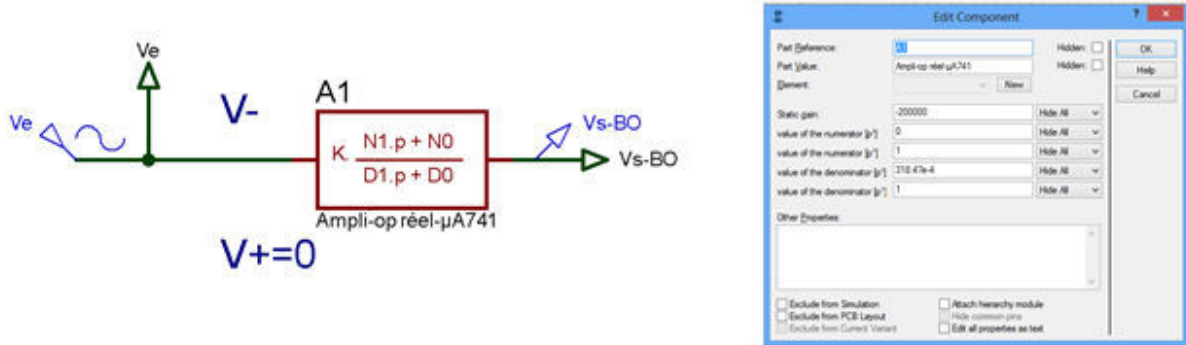 Ve
Ve
V-
A1
K. N1.p + N0
D1.p + D0
Vs-BO
Vs-BO
Ampli-op réel-µA741
V+=0
Edit Component
?
Part Reference:
A1
Hidden:
OK
Part Value:
Ampli-op réel-µA741
Hidden:
Help
Element:
New
Cancel
Static gain:
-200000
Hide All
value of the numerator
0
Hide All
value of the numerator
1
Hide All
value of the denominator
Hide All
value of the denominator
1
Hide All
Other Properties:
Exclude from Simulation
Attach hierarchy module
Exclude from PCB Layout
Hide common pins
Exclude from Current Variant
Edit all properties as text